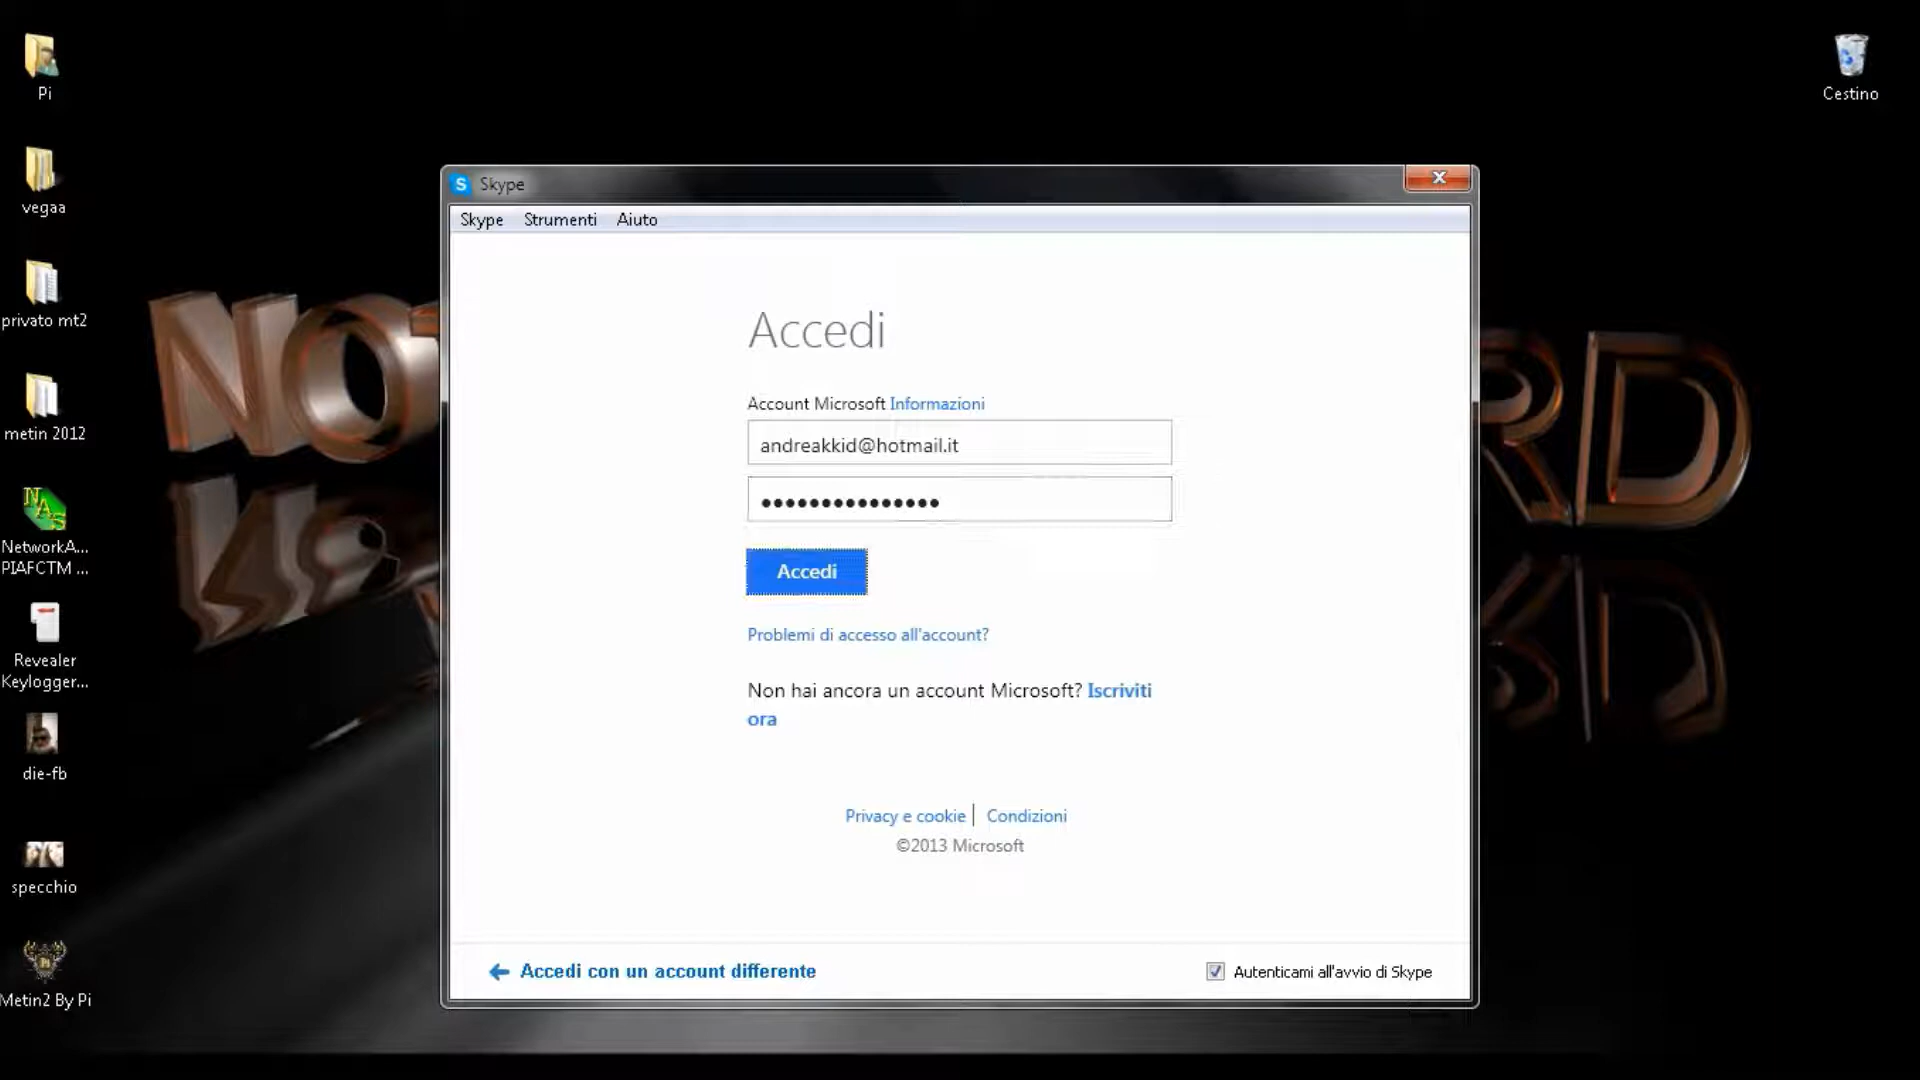 Pi
vegaa
privato mt2
metin 2012
NetworkA...
PIAFCTM ...
Revealer
Keylogger...
die-fb
specchio
Metin2 By Pi
Cestino
Skype
Skype Strumenti Aiuto
Accedi
Account Microsoft Informazioni
andreakkid@hotmail.it
Accedi
Problemi di accesso all'account?
Non hai ancora un account Microsoft? Iscriviti
ora
Privacy e cookie | Condizioni
©2013 Microsoft
Accedi con un account differente
Autenticami all'avvio di Skype